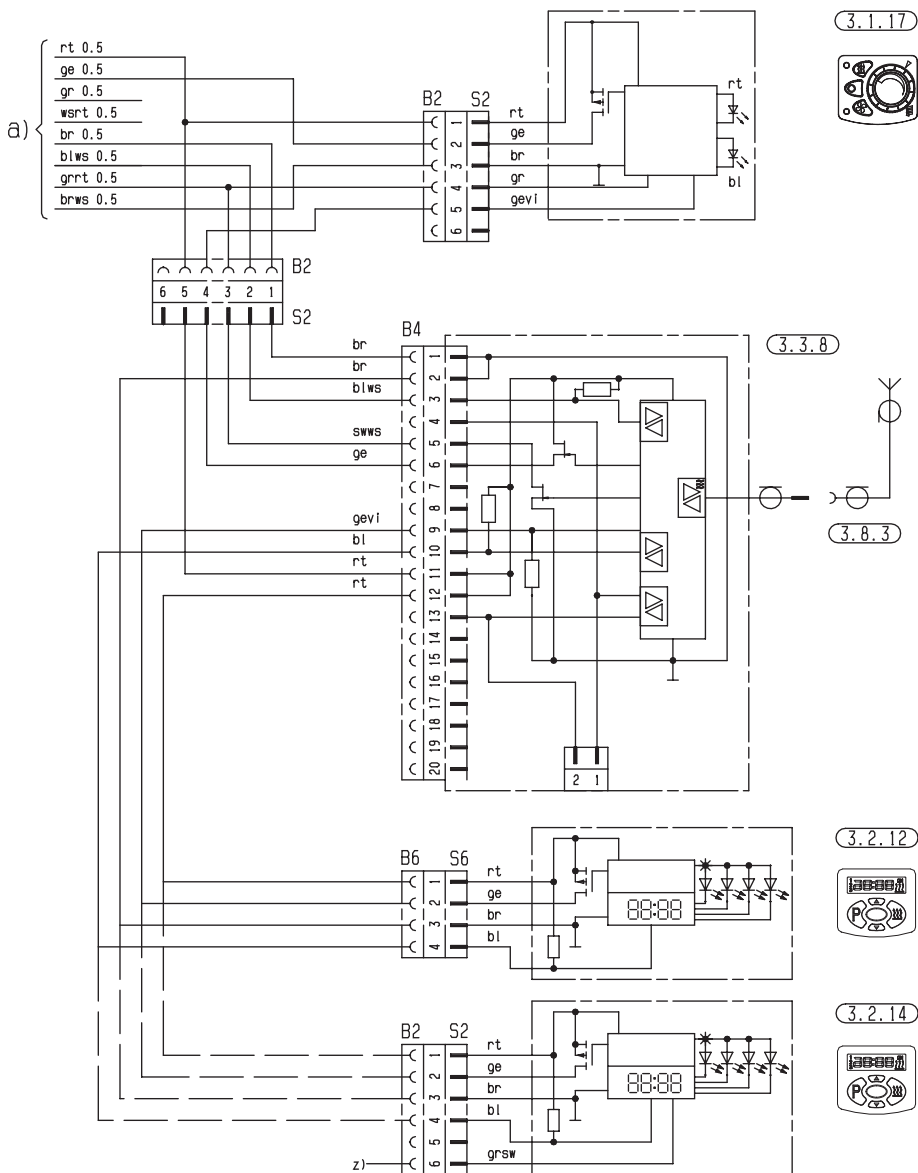 3.1.17
a)
rt 0.5
ge 0.5
gr 0.5
wsrt 0.5
br 0.5
blws 0.5
grrt 0.5
brws 0.5
B2 S2
1
2
3
4
5
6
rt
ge
br
gr
gevi
rt
bl
B2
6 5 4 3 2 1
S2
B4
br
br
blws
swws
ge
gevi
bl
rt
rt
1
2
3
4
5
6
7
8
9
10
11
12
13
14
15
16
17
18
19
20
2 1
3.3.8
3.8.3
B6 S6
1
2
3
4
rt
ge
br
bl
88:88
3.2.12
88:88
P
B2 S2
1
2
3
4
5
6
rt
ge
br
bl
grsw
z)
88:88
3.2.14
88:88
P